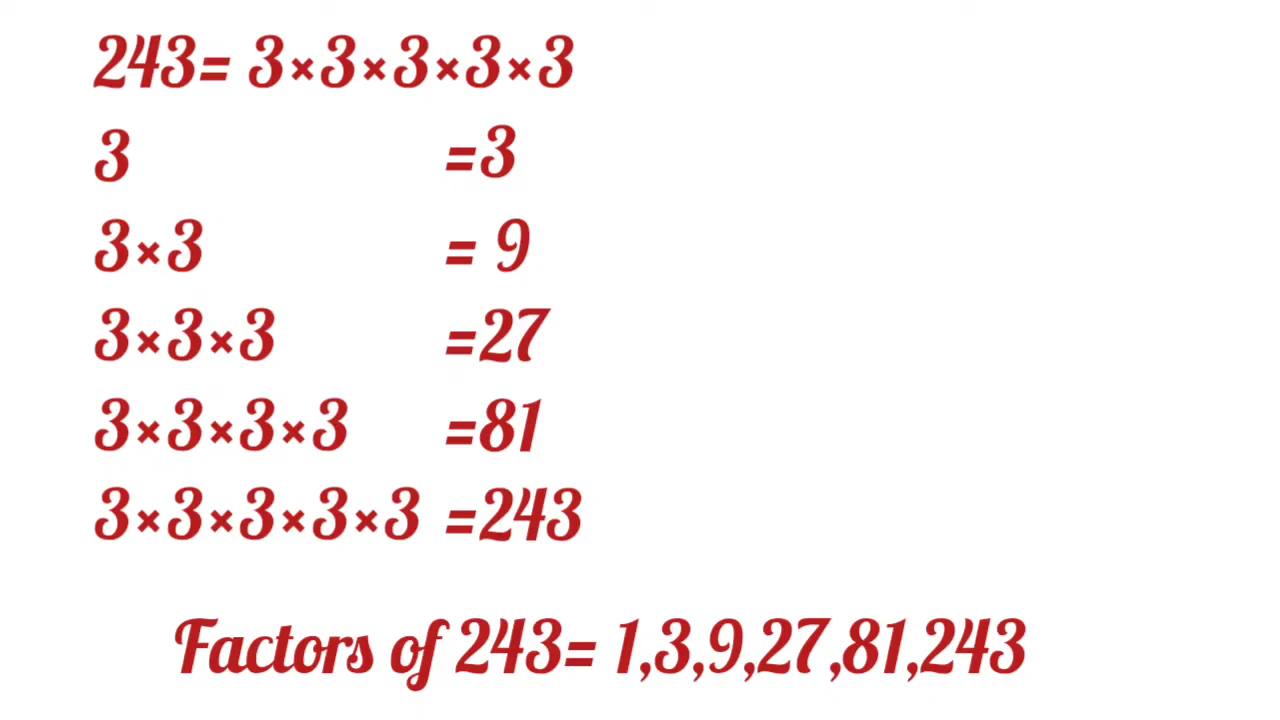 243= 3×3×3×3×3
3 =3
3×3 = 9
3×3×3 =27
3×3×3×3 =81
3×3×3×3×3 =243
Factors of 243= 1,3,9,27,81,243